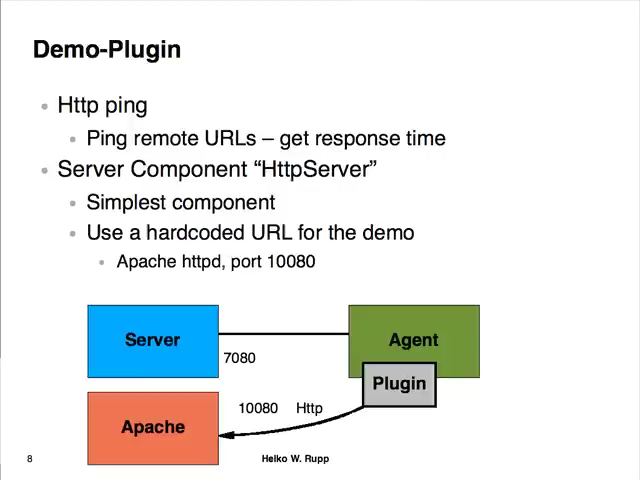 Demo-Plugin
Http ping
Ping remote URLs – get response time
Server Component “HttpServer”
Simplest component
Use a hardcoded URL for the demo
Apache httpd, port 10080
Server
Agent
7080
Plugin
10080 Http
Apache
8
Heiko W. Rupp